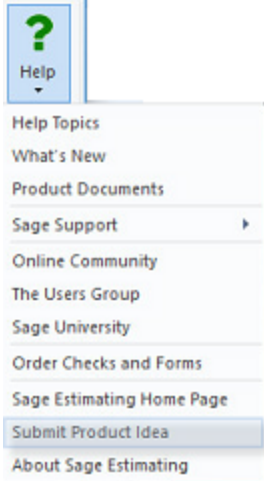 ?
Help
Help Topics
What's New
Product Documents
Sage Support
Online Community
The Users Group
Sage University
Order Checks and Forms
Sage Estimating Home Page
Submit Product Idea
About Sage Estimating